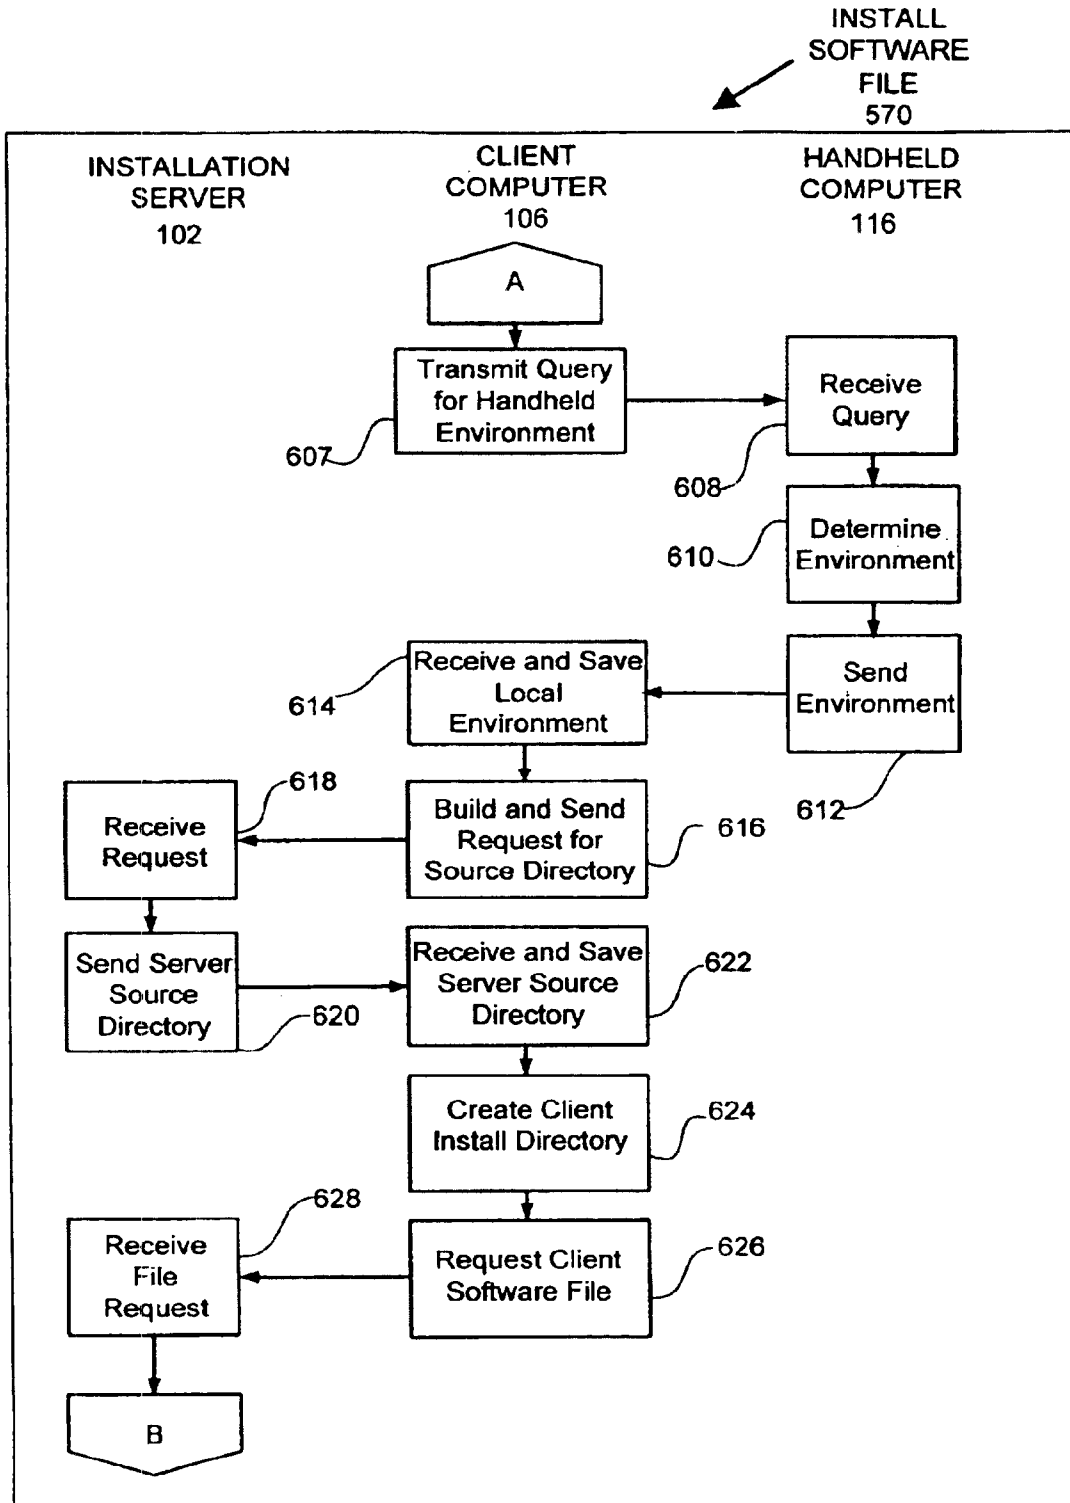 INSTALL
SOFTWARE
FILE
570
INSTALLATION
SERVER
102
CLIENT
COMPUTER
106
HANDHELD
COMPUTER
116
A
Transmit Query
for Handheld
Environment
607
Receive
Query
608
Determine
Environment
610
Send
Environment
612
Receive and Save
Local
Environment
614
Build and Send
Request for
Source Directory
616
Receive
Request
618
Send Server
Source
Directory
620
Receive and Save
Server Source
Directory
622
Create Client
Install Directory
624
Request Client
Software File
626
Receive
File
Request
628
B